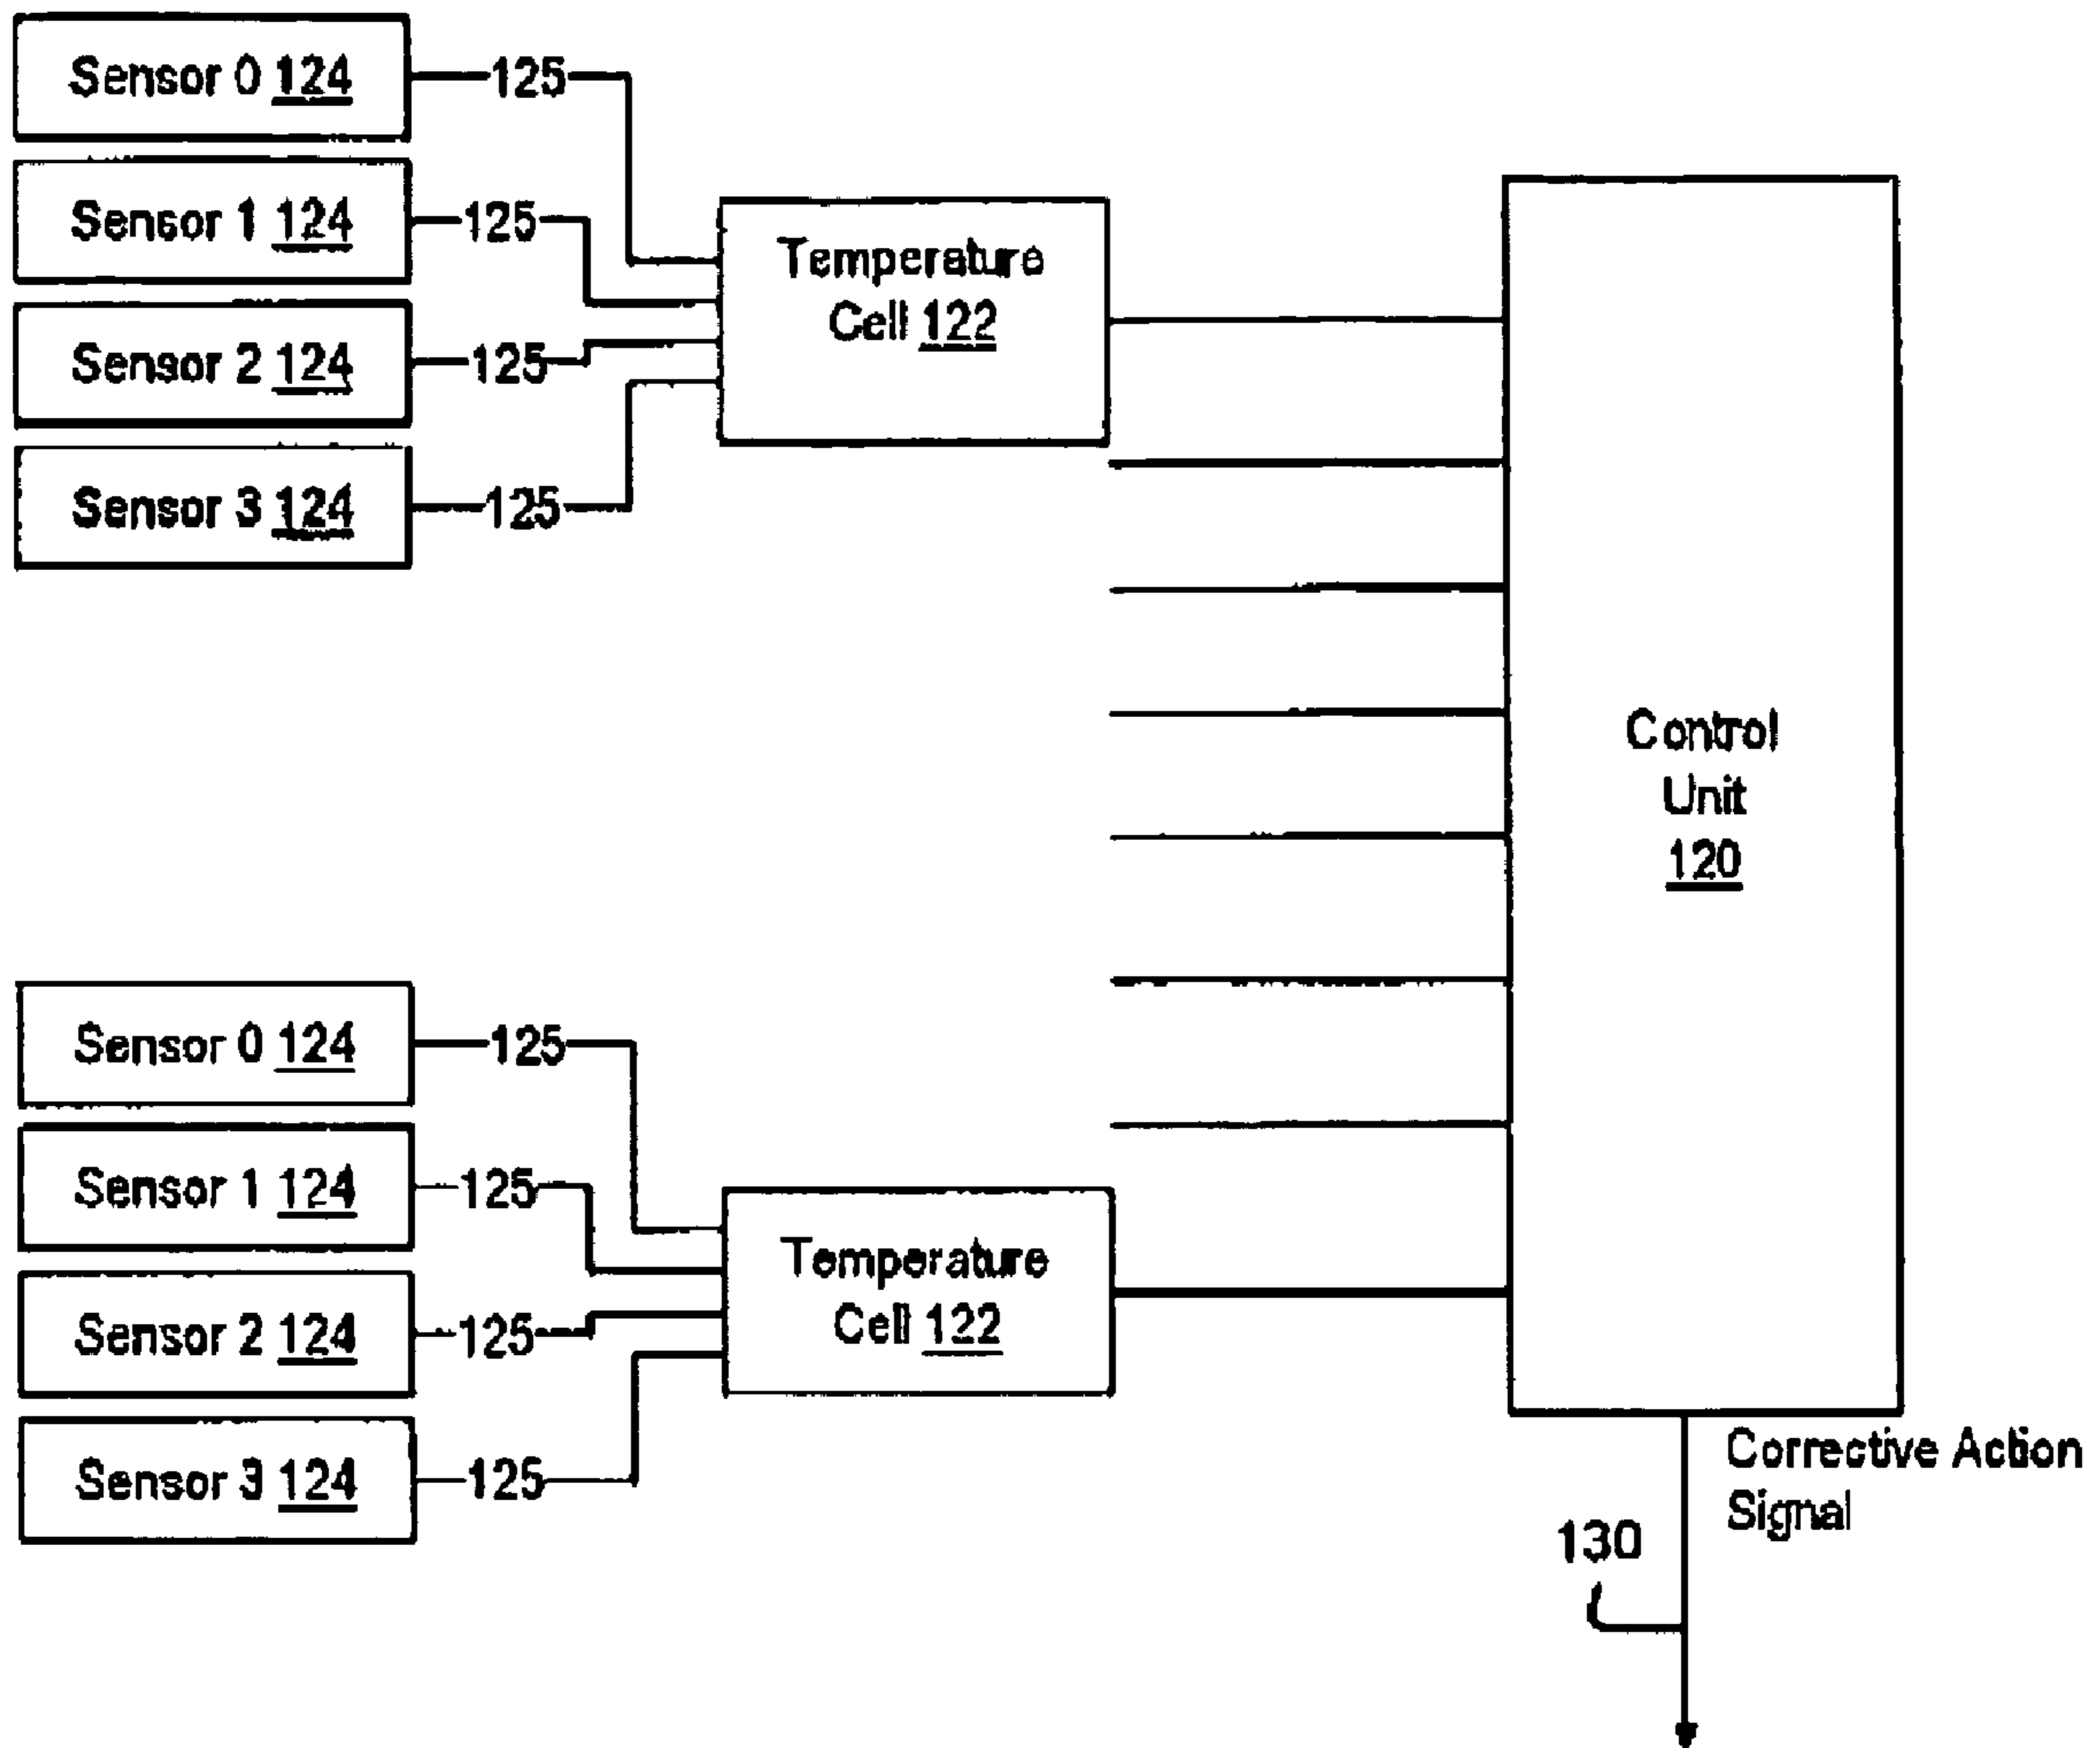 Sensor 0 124
125
Sensor 1 124
125
Sensor 2 124
125
Sensor 3 124
125
Temperature
Cell 122
Control
Unit
120
Sensor 0 124
125
Sensor 1 124
125
Sensor 2 124
125
Sensor 3 124
125
Temperature
Cell 122
Corrective Action
Signal
130